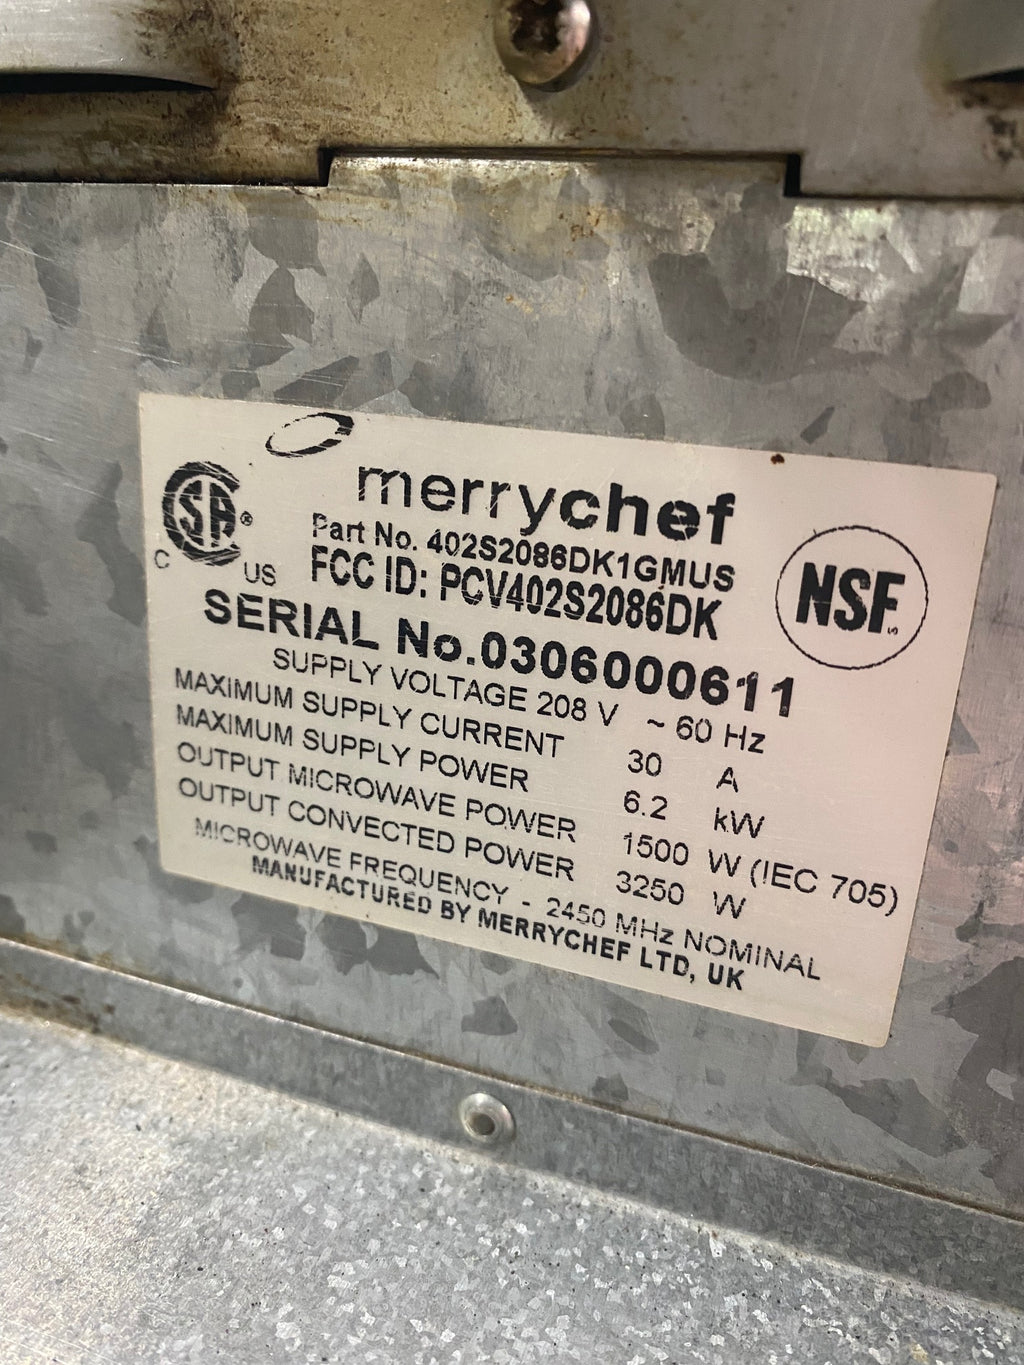 merrychef
Part No. 402S2086DK1GMUS
FCC ID: PCV402S2086DK
SERIAL No.0306000611
SUPPLY VOLTAGE 208 V ~ 60 Hz
MAXIMUM SUPPLY CURRENT 30 A
MAXIMUM SUPPLY POWER 6.2 kW
OUTPUT MICROWAVE POWER 1500 W (IEC 705)
OUTPUT CONVECTED POWER 3250 W
MICROWAVE FREQUENCY - 2450 MHz NOMINAL
MANUFACTURED BY MERRYCHEF LTD, UK
CSA®
C US
NSF